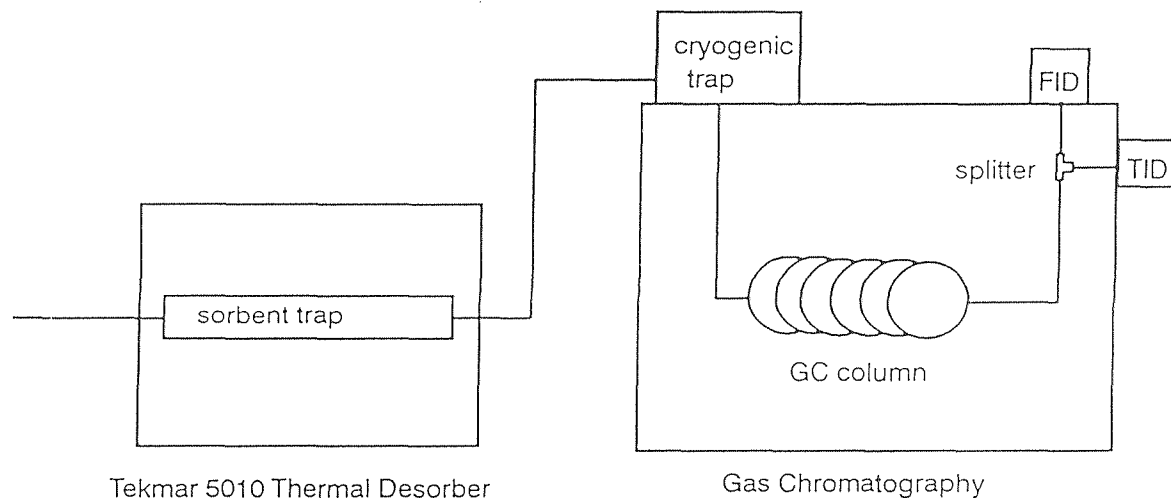 cryogenic
trap
FID
splitter
TID
sorbent trap
GC column
Tekmar 5010 Thermal Desorber
Gas Chromatography